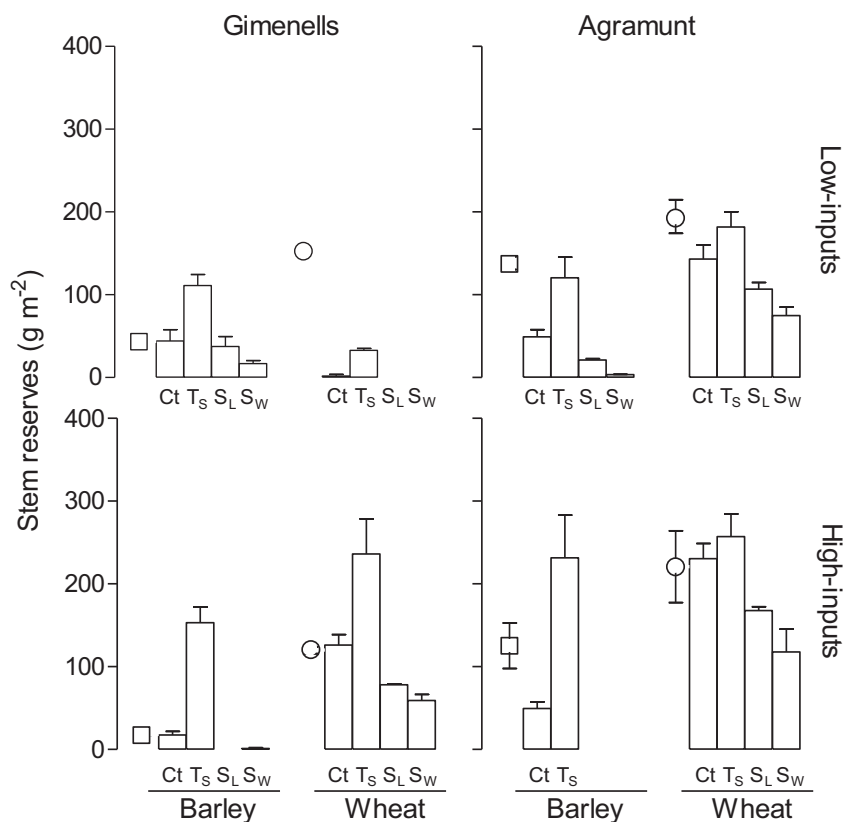 Gimenells
Agramunt
Stem reserves (g m⁻²)
400
300
200
100
0
Ct T_S S_L S_W
Ct T_S S_L S_W
Ct T_S S_L S_W
Ct T_S S_L S_W
Low-inputs
400
300
200
100
0
Ct T_S S_L S_W
Ct T_S S_L S_W
Ct T_S
Ct T_S S_L S_W
Barley
Wheat
Barley
Wheat
High-inputs